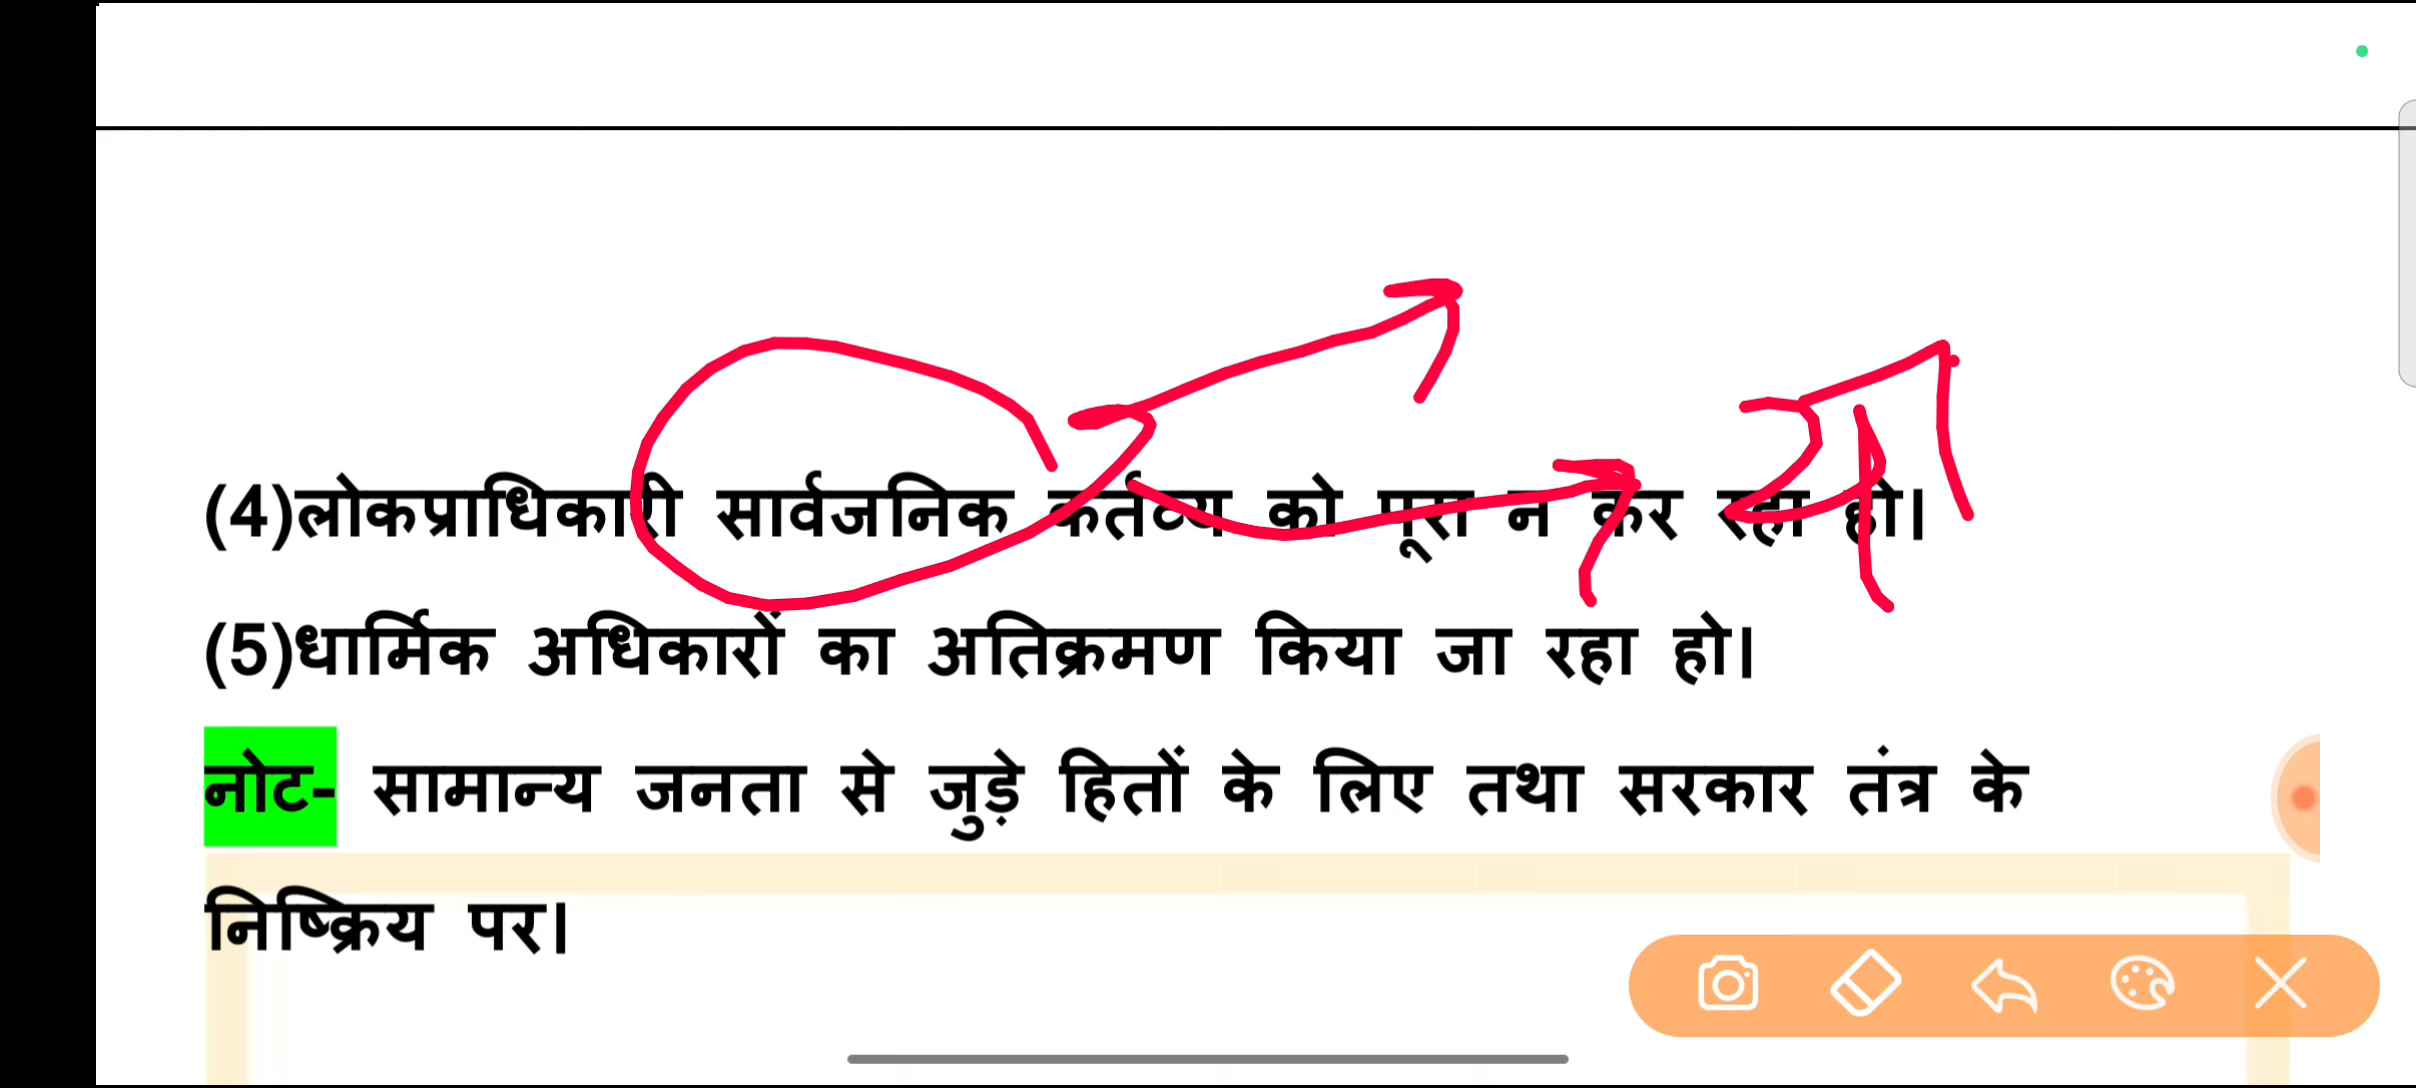 (4)लोकप्राधिकारी सार्वजनिक कर्तव्य को पूरा न कर रहा हो।
(5)धार्मिक अधिकारों का अतिक्रमण किया जा रहा हो।
नोट- सामान्य जनता से जुड़े हितों के लिए तथा सरकार तंत्र के
निष्क्रिय पर।